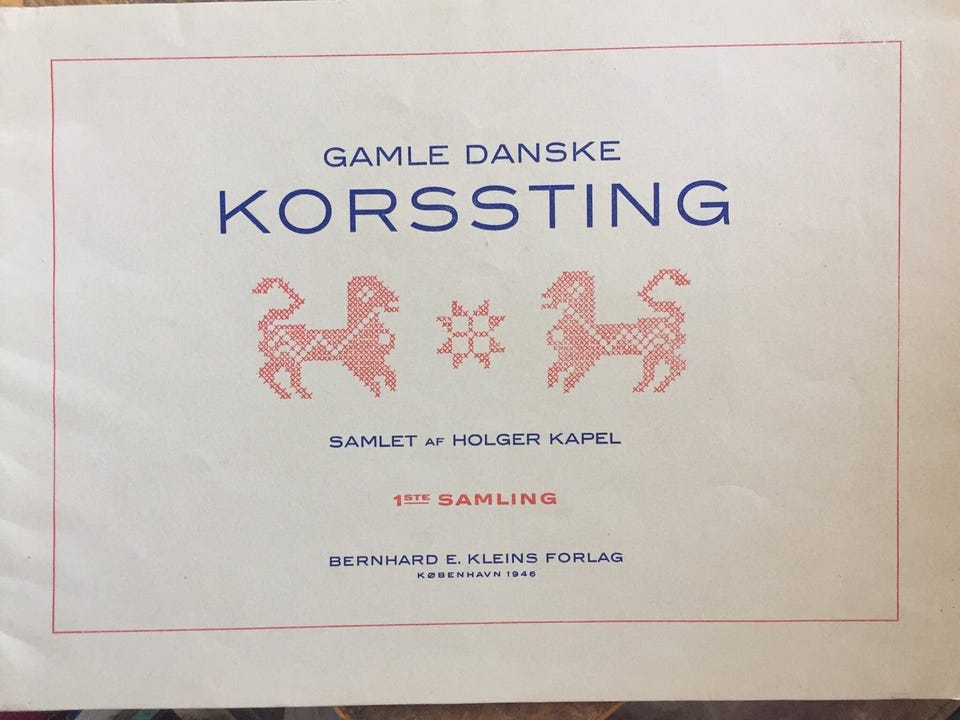 GAMLE DANSKE
KORSSTING
SAMLET AF HOLGER KAPEL
1STE SAMLING
BERNHARD E. KLEINS FORLAG
KØBENHAVN 1946